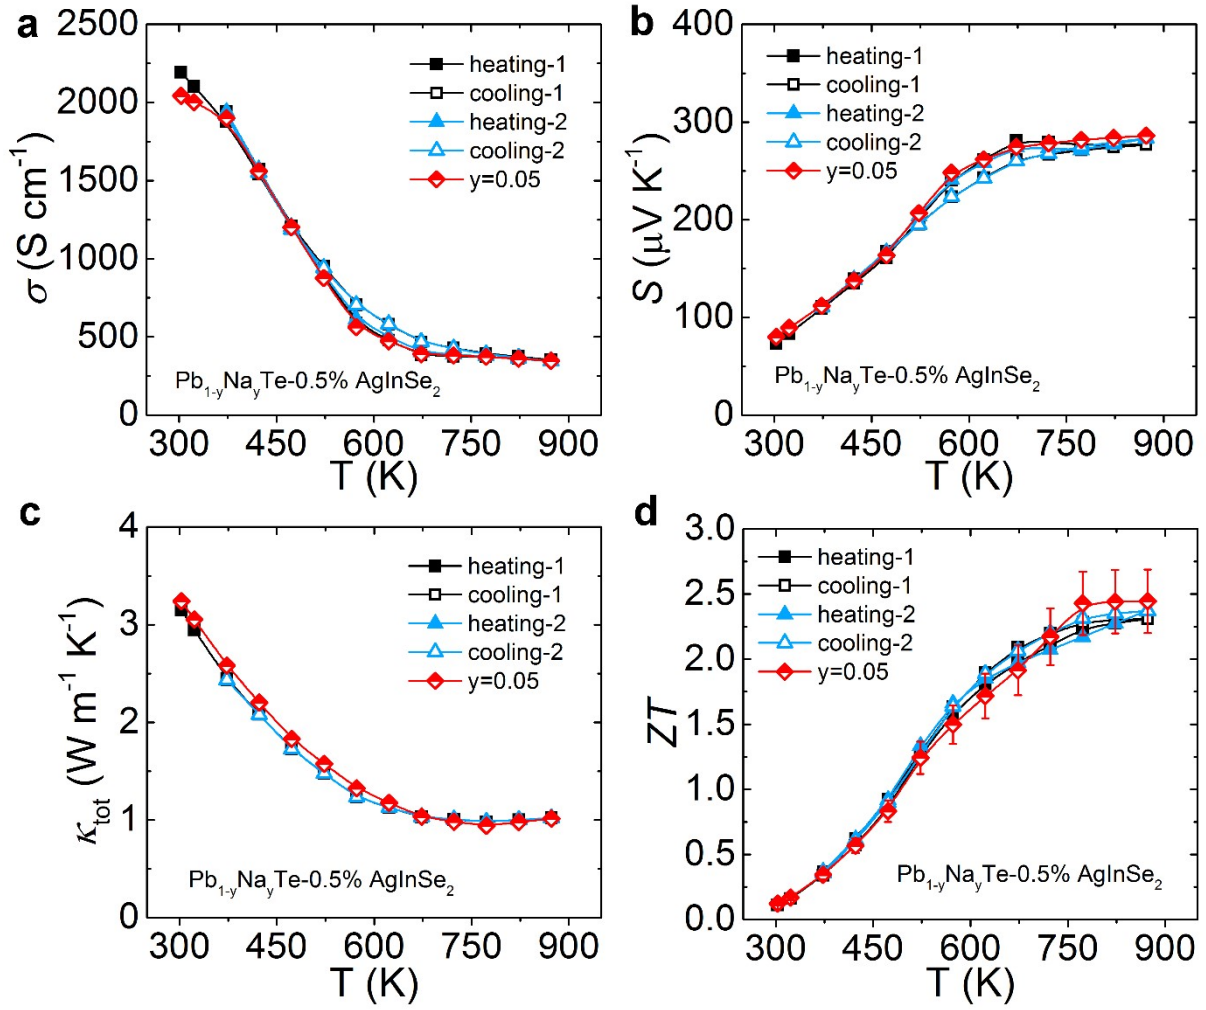 a
2500
2000
1500
1000
500
0
σ (S cm⁻¹)
heating-1
cooling-1
heating-2
cooling-2
y=0.05
Pb₁₋yNayTe-0.5% AgInSe₂
300 450 600 750 900
T (K)
b
400
300
200
100
0
S (μV K⁻¹)
heating-1
cooling-1
heating-2
cooling-2
y=0.05
Pb₁₋yNayTe-0.5% AgInSe₂
300 450 600 750 900
T (K)
c
4
3
2
1
0
κtot (W m⁻¹ K⁻¹)
heating-1
cooling-1
heating-2
cooling-2
y=0.05
Pb₁₋yNayTe-0.5% AgInSe₂
300 450 600 750 900
T (K)
d
3.0
2.5
2.0
1.5
1.0
0.5
0.0
ZT
heating-1
cooling-1
heating-2
cooling-2
y=0.05
Pb₁₋yNayTe-0.5% AgInSe₂
300 450 600 750 900
T (K)